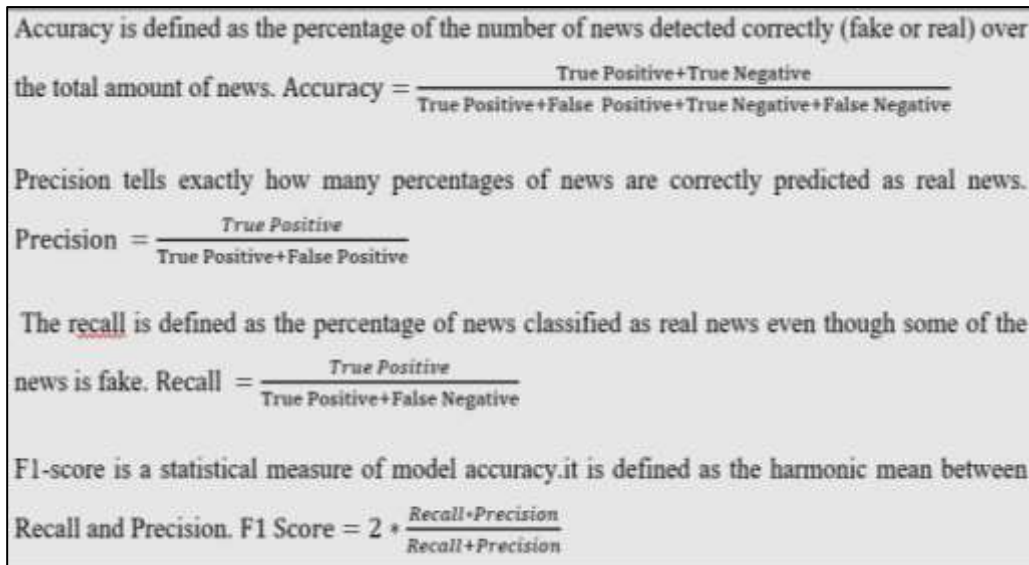 Accuracy is defined as the percentage of the number of news detected correctly (fake or real) over
the total amount of news. Accuracy = True Positive+True Negative / True Positive+False Positive+True Negative+False Negative
Precision tells exactly how many percentages of news are correctly predicted as real news.
Precision = True Positive / True Positive+False Positive
The recall is defined as the percentage of news classified as real news even though some of the
news is fake. Recall = True Positive / True Positive+False Negative
F1-score is a statistical measure of model accuracy.it is defined as the harmonic mean between
Recall and Precision. F1 Score = 2 * Recall*Precision / Recall+Precision